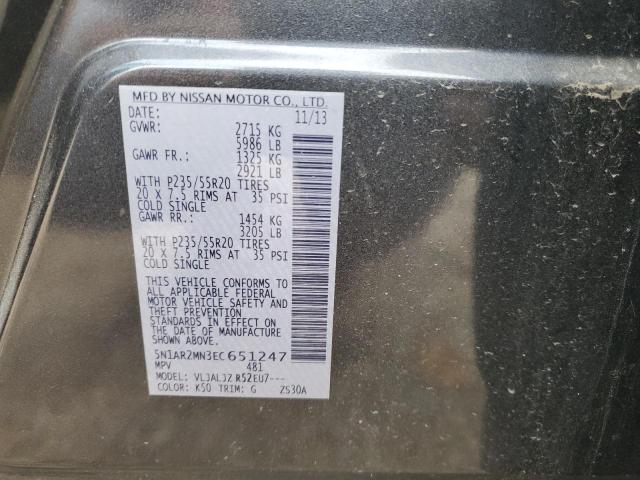 MFD BY NISSAN MOTOR CO., LTD.
DATE: 11/13
GVWR: 2715 KG
5986 LB
GAWR FR.: 1325 KG
2921 LB
WITH P235/55R20 TIRES
20 X 7.5 RIMS AT 35 PSI
COLD SINGLE
GAWR RR.: 1454 KG
3205 LB
WITH P235/55R20 TIRES
20 X 7.5 RIMS AT 35 PSI
COLD SINGLE
THIS VEHICLE CONFORMS TO
ALL APPLICABLE FEDERAL
MOTOR VEHICLE SAFETY AND
THEFT PREVENTION
STANDARDS IN EFFECT ON
THE DATE OF MANUFACTURE
SHOWN ABOVE.
5N1AR2MN3EC651247
MPV 481
MODEL: VLJALJZ R52EU7---
COLOR: K50 TRIM: G ZS30A